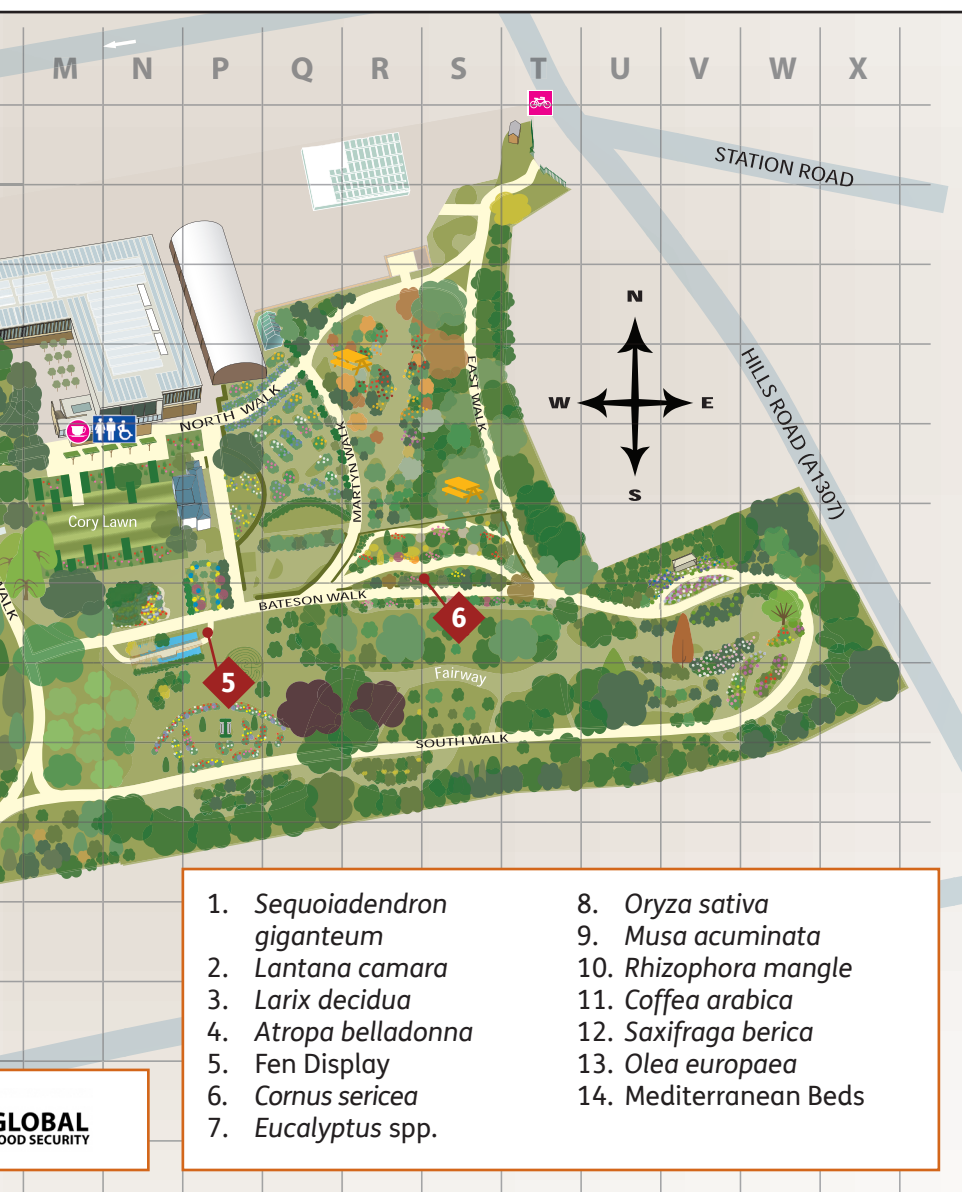 M N P Q R S T U V W X
STATION ROAD
N
W E
S
HILLS ROAD (A1307)
NORTH WALK
EAST WALK
MARTYN WALK
Cory Lawn
WALK
BATESON WALK
6
5
Fairway
SOUTH WALK
1. Sequoiadendron
giganteum
2. Lantana camara
3. Larix decidua
4. Atropa belladonna
5. Fen Display
6. Cornus sericea
7. Eucalyptus spp.
8. Oryza sativa
9. Musa acuminata
10. Rhizophora mangle
11. Coffea arabica
12. Saxifraga berica
13. Olea europaea
14. Mediterranean Beds
GLOBAL
OOD SECURITY